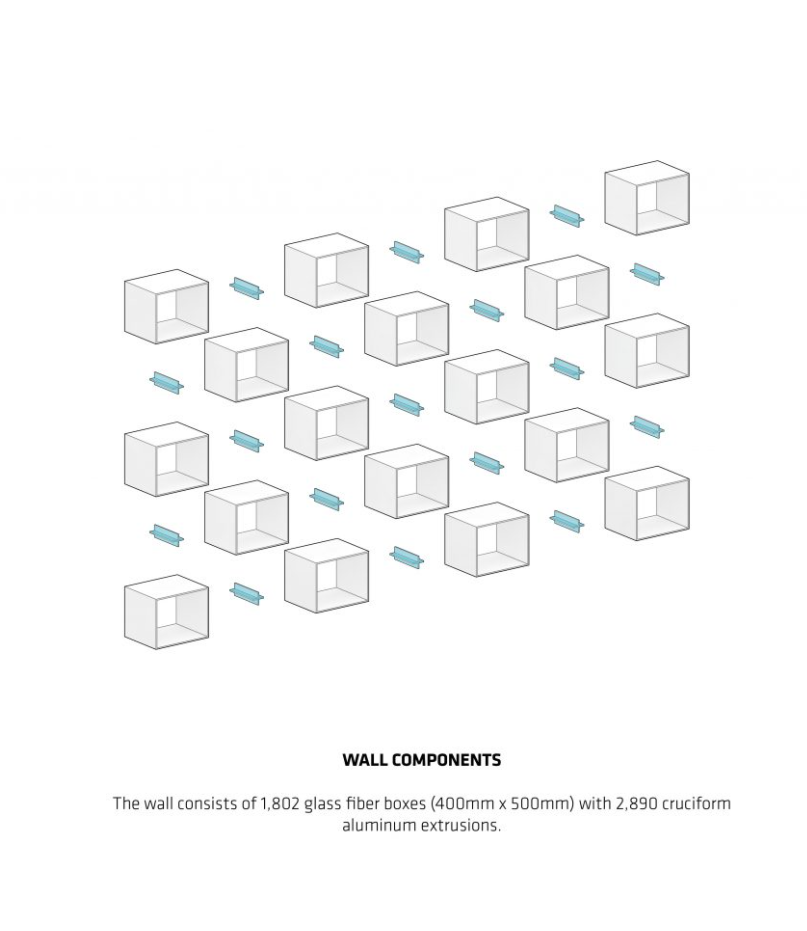 WALL COMPONENTS
The wall consists of 1,802 glass fiber boxes (400mm x 500mm) with 2,890 cruciform
aluminum extrusions.